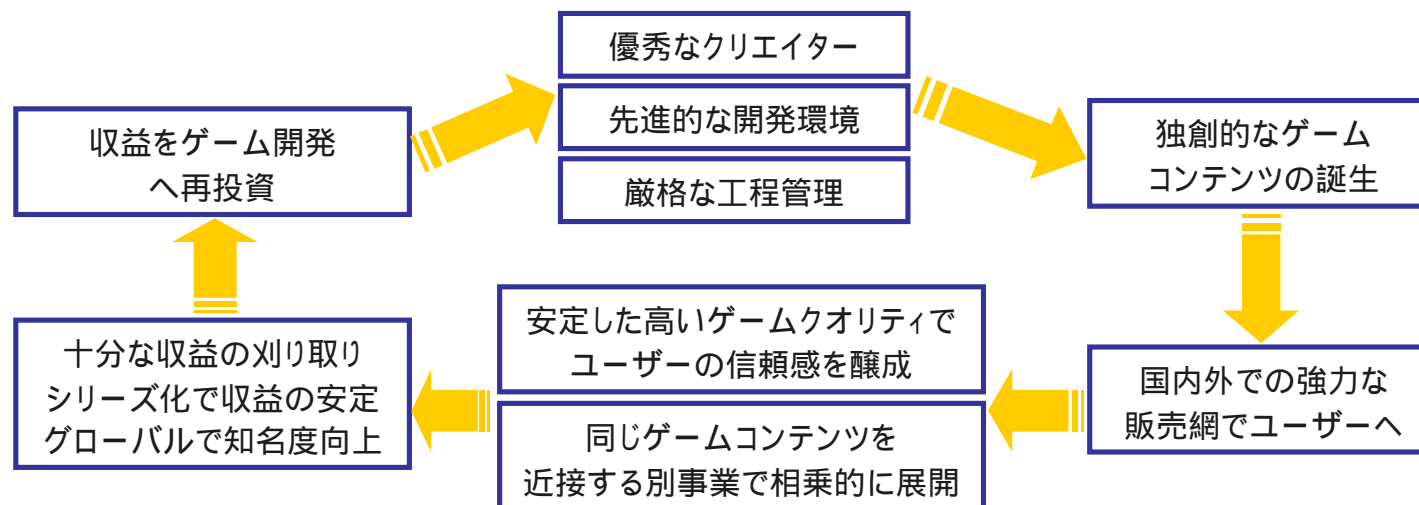 優秀なクリエイター
先進的な開発環境
厳格な工程管理
収益をゲーム開発
へ再投資
独創的なゲーム
コンテンツの誕生
安定した高いゲームクオリティで
ユーザーの信頼感を醸成
同じゲームコンテンツを
近接する別事業で相乗的に展開
国内外での強力な
販売網でユーザーへ
十分な収益の刈り取り
シリーズ化で収益の安定
グローバルで知名度向上